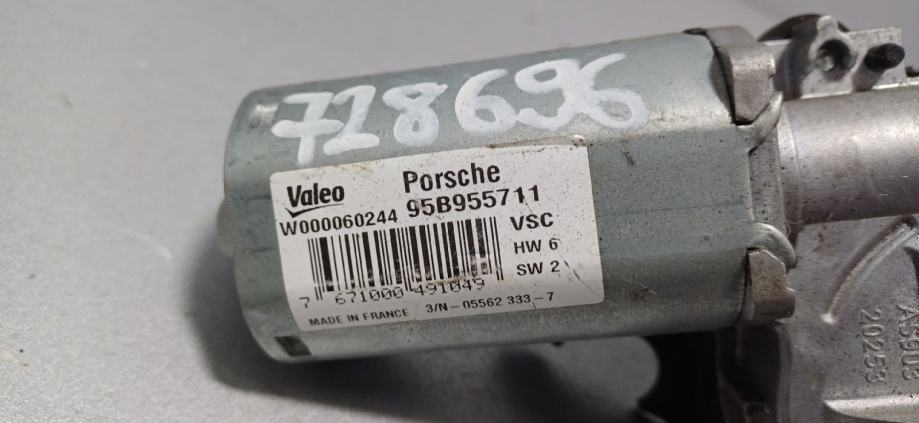 728696
Valeo Porsche
W000060244 95B955711
VSC
HW 6
SW 2
7 671000 491049
MADE IN FRANCE 3/N-05562 333-7
20253